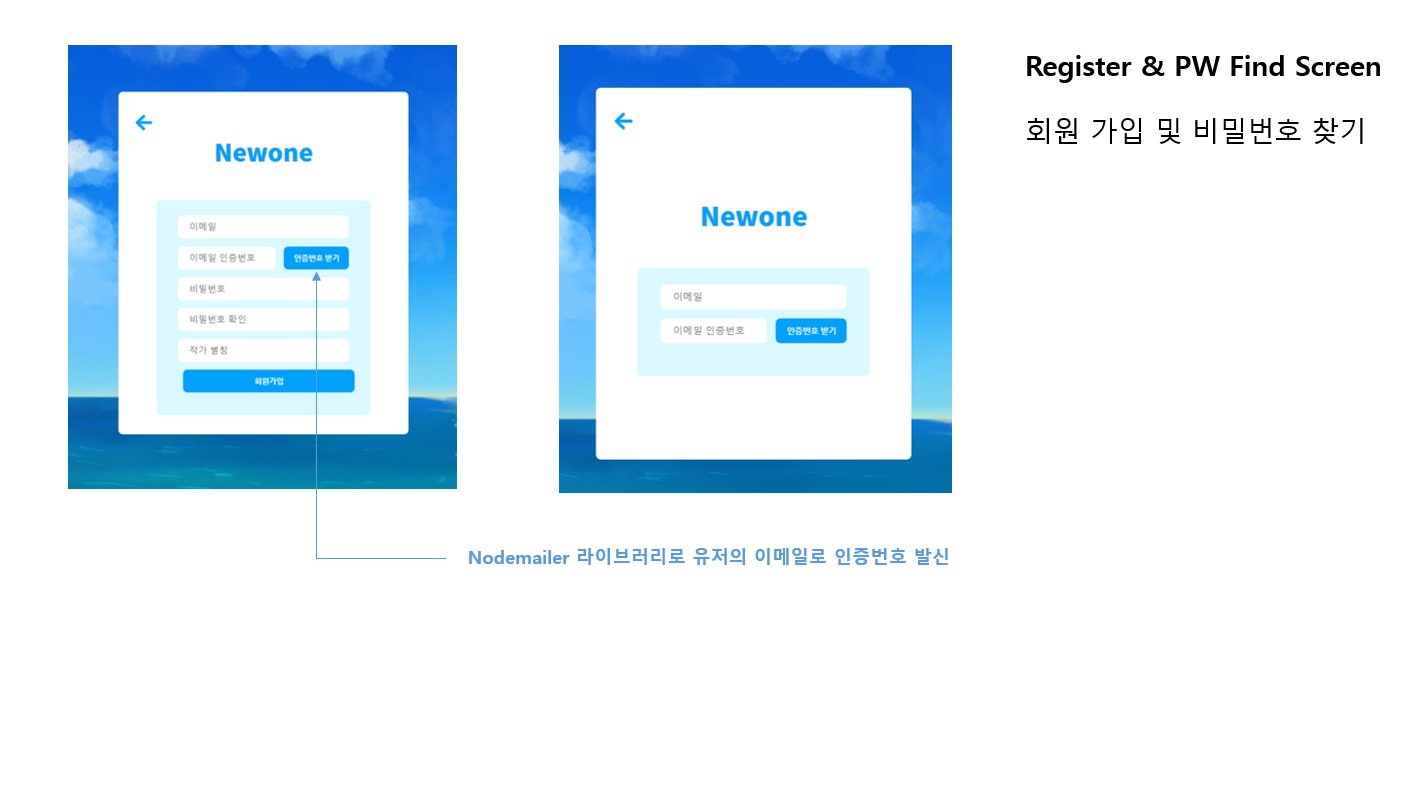 Register & PW Find Screen
회원 가입 및 비밀번호 찾기
Newone
이메일
이메일 인증번호
인증번호 받기
비밀번호
비밀번호 확인
작가 별칭
회원가입
Newone
이메일
이메일 인증번호
인증번호 받기
Nodemailer 라이브러리로 유저의 이메일로 인증번호 발신